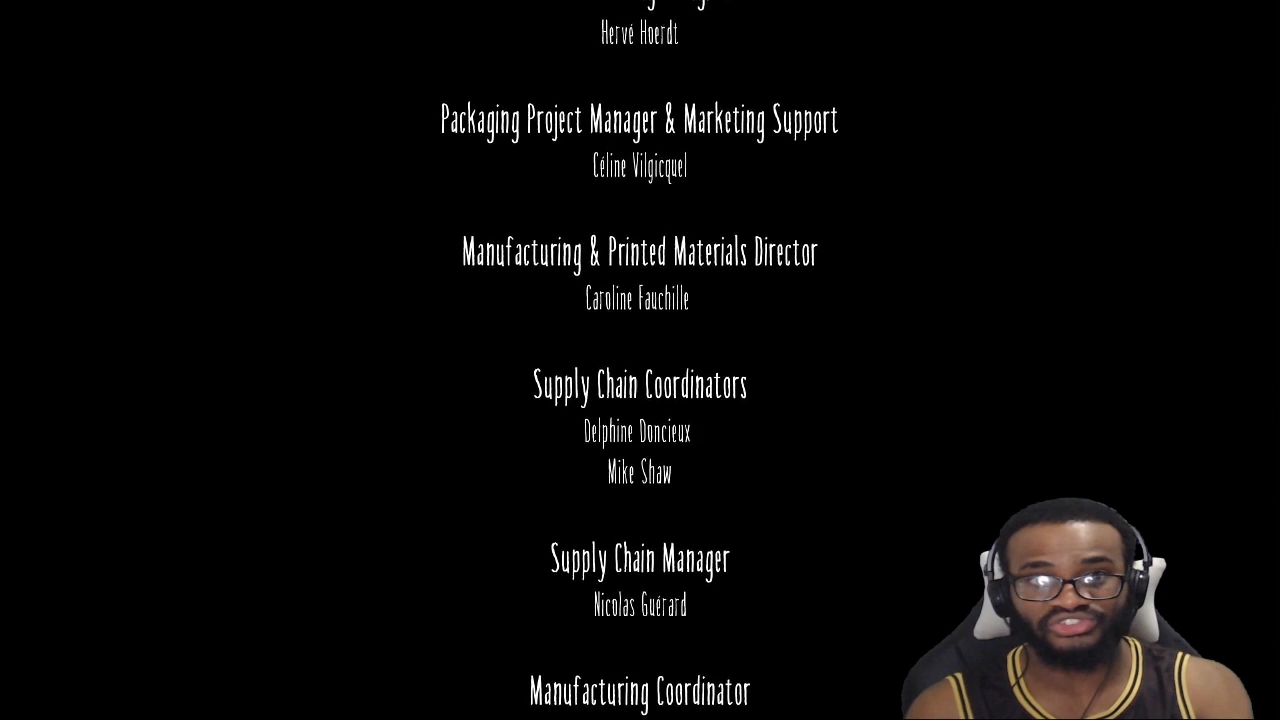 Hervé Hoerdt
Packaging Project Manager & Marketing Support
Céline Vilgicquel
Manufacturing & Printed Materials Director
Caroline Fauchille
Supply Chain Coordinators
Delphine Doncieux
Mike Shaw
Supply Chain Manager
Nicolas Guérard
Manufacturing Coordinator